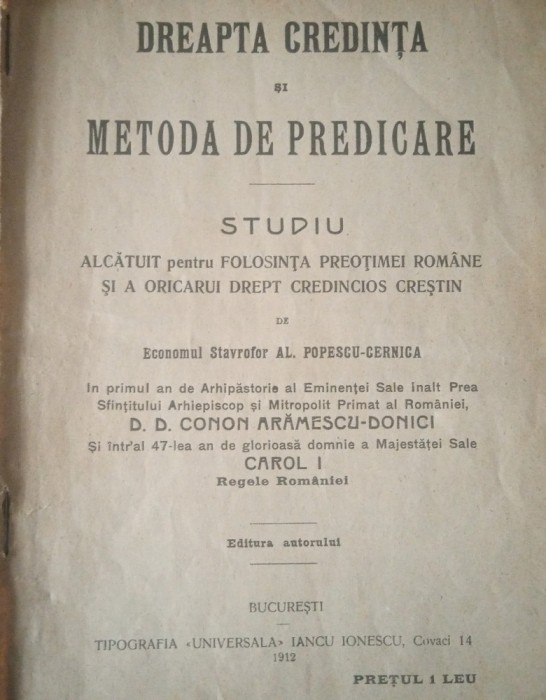 DREAPTA CREDINȚA
ȘI
METODA DE PREDICARE
STUDIU
ALCĂTUIT pentru FOLOSINȚA PREOȚIMEI ROMÂNE
ȘI A ORICARUI DREPT CREDINCIOS CREȘTIN
DE
Economul Stavrofor AL. POPESCU-CERNICA
In primul an de Arhipăstorie al Eminenței Sale inalt Prea
Sfințitului Arhiepiscop și Mitropolit Primat al României,
D. D. CONON ARĂMESCU-DONICI
Și într'al 47-lea an de glorioasă domnie a Majestăței Sale
CAROL I
Regele României
Editura autorului
BUCUREȘTI
TIPOGRAFIA «UNIVERSALA» IANCU IONESCU, Covaci 14
1912
PREȚUL 1 LEU